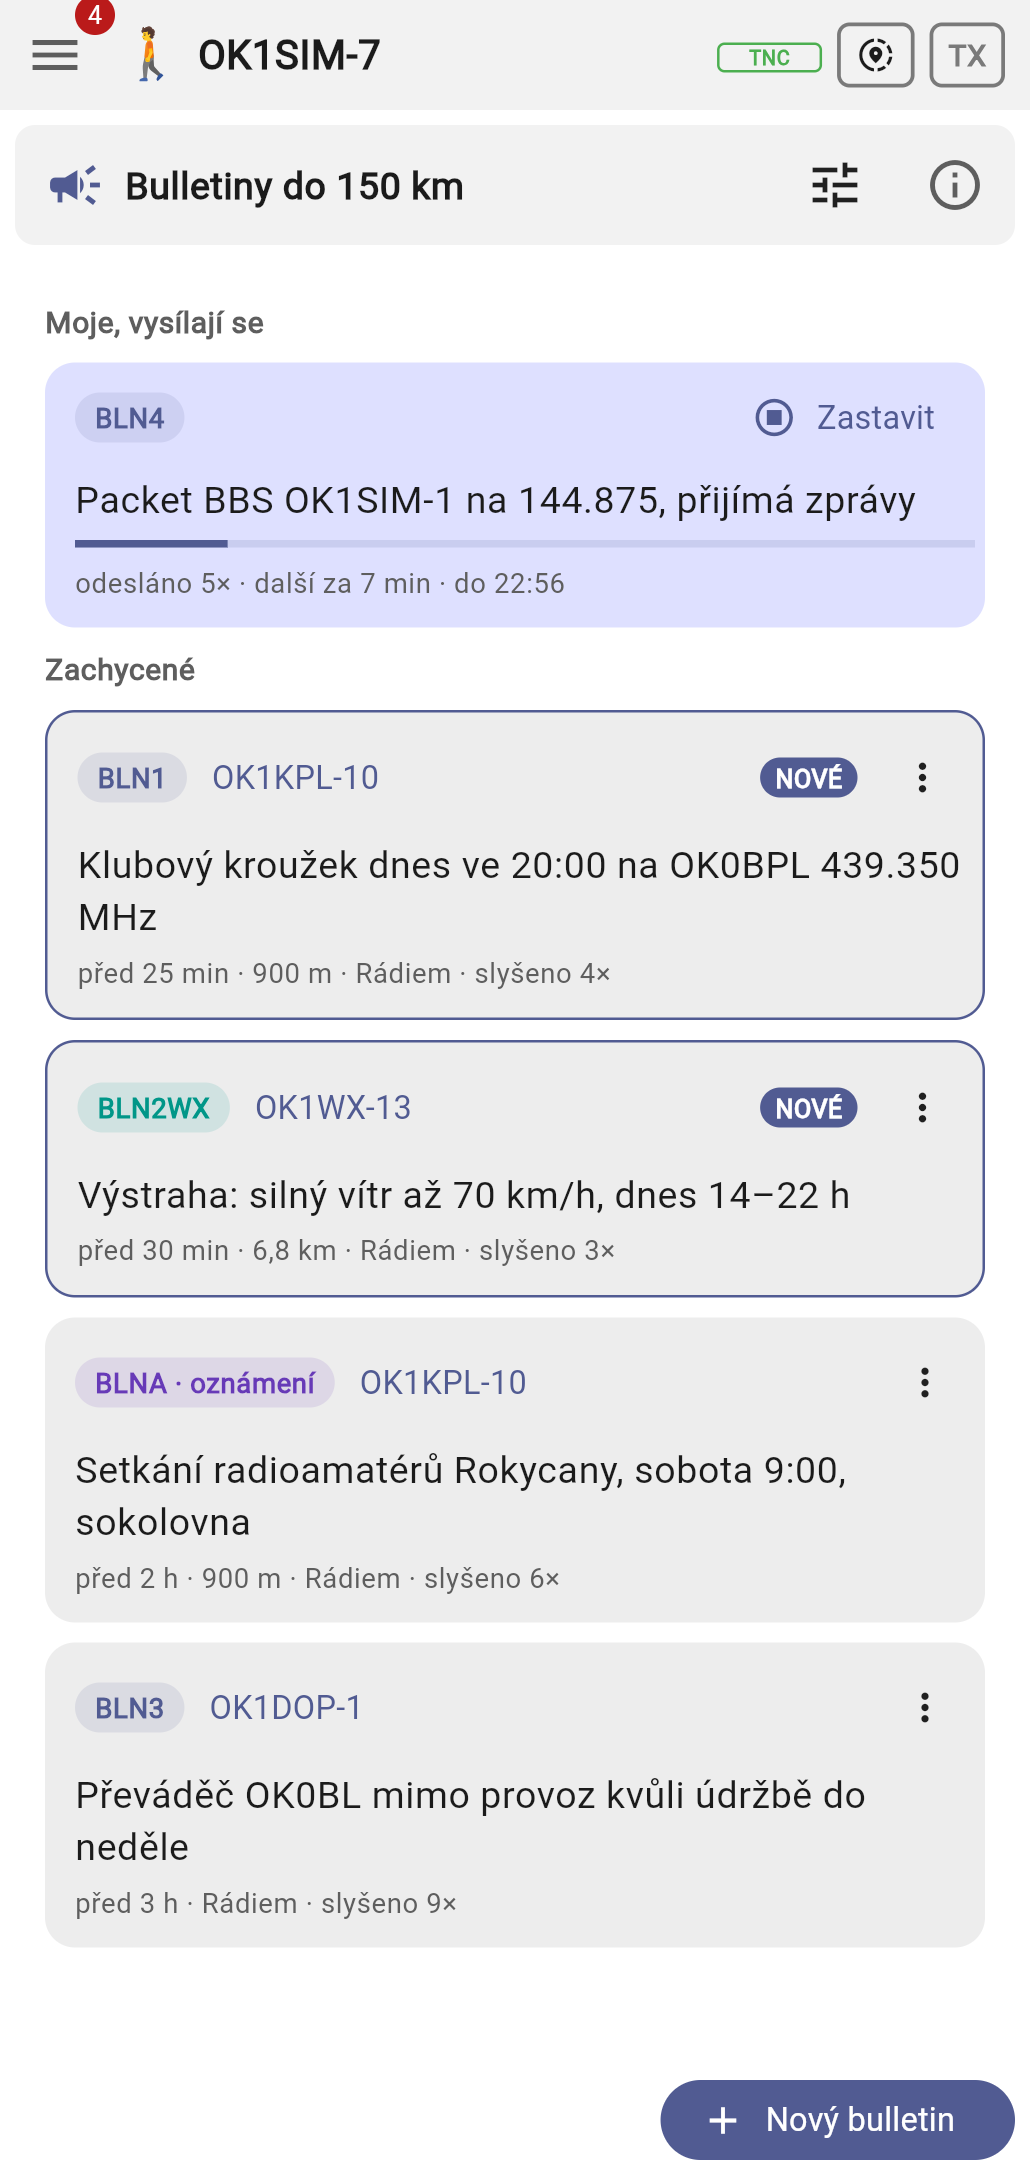 4
OK1SIM-7
TNC
TX
Bulletiny do 150 km
Moje, vysílají se
BLN4
Zastavit
Packet BBS OK1SIM-1 na 144.875, přijímá zprávy
odesláno 5× · další za 7 min · do 22:56
Zachycené
BLN1 OK1KPL-10 NOVÉ
Klubový kroužek dnes ve 20:00 na OK0BPL 439.350
MHz
před 25 min · 900 m · Rádiem · slyšeno 4×
BLN2WX OK1WX-13 NOVÉ
Výstraha: silný vítr až 70 km/h, dnes 14–22 h
před 30 min · 6,8 km · Rádiem · slyšeno 3×
BLNA · oznámení OK1KPL-10
Setkání radioamatérů Rokycany, sobota 9:00,
sokolovna
před 2 h · 900 m · Rádiem · slyšeno 6×
BLN3 OK1DOP-1
Převáděč OK0BL mimo provoz kvůli údržbě do
neděle
před 3 h · Rádiem · slyšeno 9×
Nový bulletin